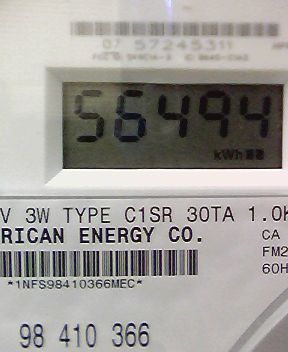 07 57245311
56494
kWh
V 3W TYPE C1SR 30TA 1.0K
RICAN ENERGY CO.
CA
FM2
60H
*1NFS98410366MEC*
98 410 366